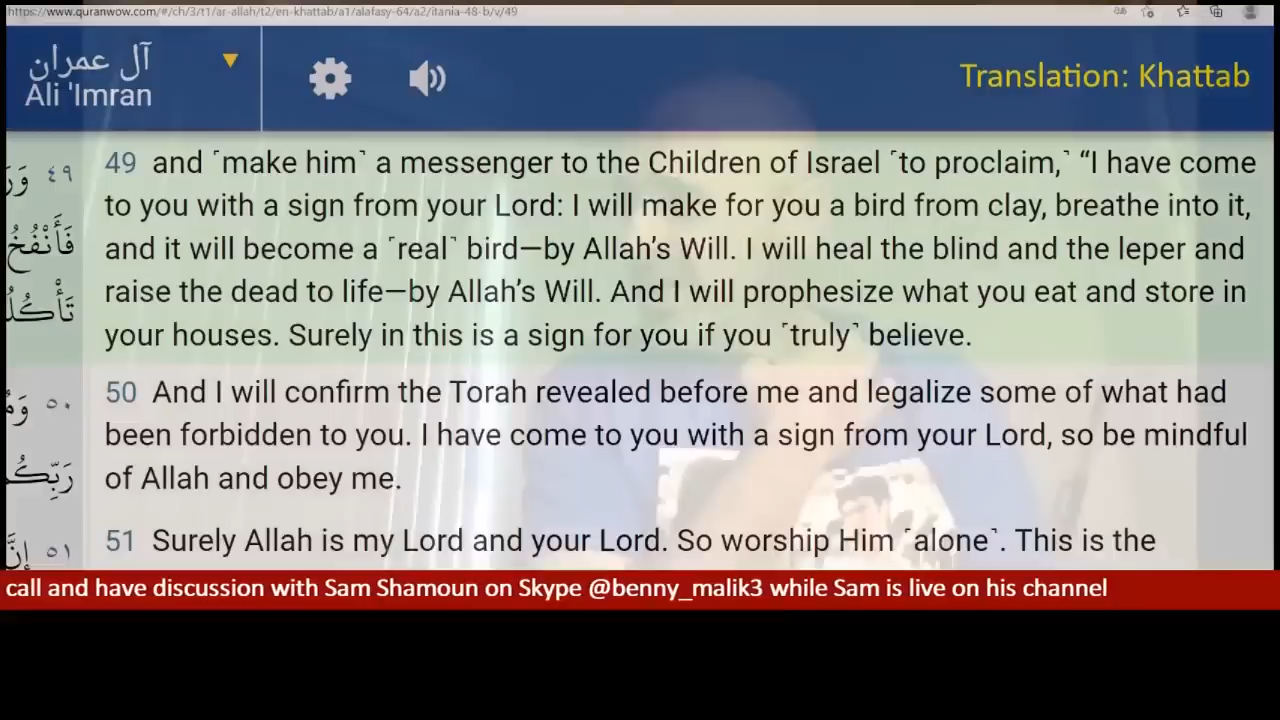 https://www.quranwow.com/#/ch/3/t1/ar-allah/t2/en-khattab/a1/alafasy-64/a2/itania-48-b/v/49
آل عمران
Ali 'Imran
Translation: Khattab
٤٩
49 and ˹make him˺ a messenger to the Children of Israel ˹to proclaim,˺ “I have come
to you with a sign from your Lord: I will make for you a bird from clay, breathe into it,
and it will become a ˹real˺ bird—by Allah’s Will. I will heal the blind and the leper and
raise the dead to life—by Allah’s Will. And I will prophesize what you eat and store in
your houses. Surely in this is a sign for you if you ˹truly˺ believe.
٥٠
50 And I will confirm the Torah revealed before me and legalize some of what had
been forbidden to you. I have come to you with a sign from your Lord, so be mindful
of Allah and obey me.
٥١ إِنَّ
51 Surely Allah is my Lord and your Lord. So worship Him ˹alone˺. This is the
call and have discussion with Sam Shamoun on Skype @benny_malik3 while Sam is live on his channel